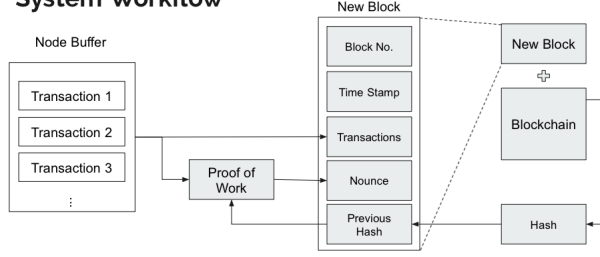 System Workflow
New Block
Node Buffer
Transaction 1
Transaction 2
Transaction 3
⋮
Proof of
Work
Block No.
Time Stamp
Transactions
Nounce
Previous
Hash
New Block
Blockchain
Hash